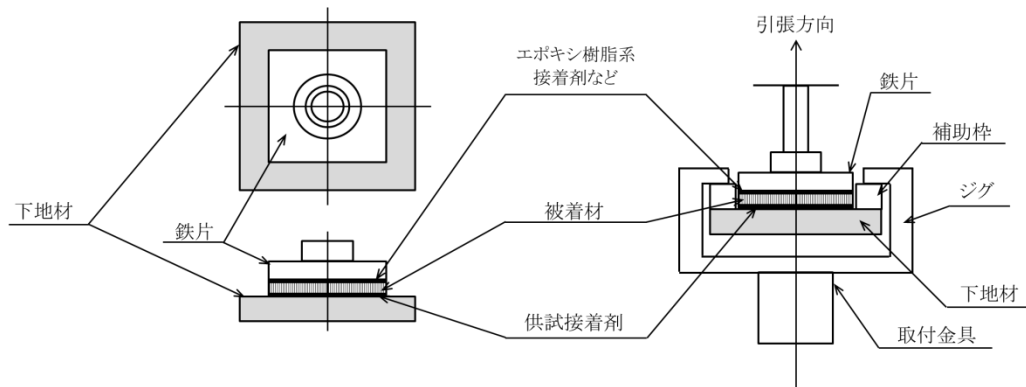 引張方向
エポキシ樹脂系
接着剤など
鉄片
補助枠
ジグ
下地材
被着材
鉄片
下地材
供試接着剤
取付金具